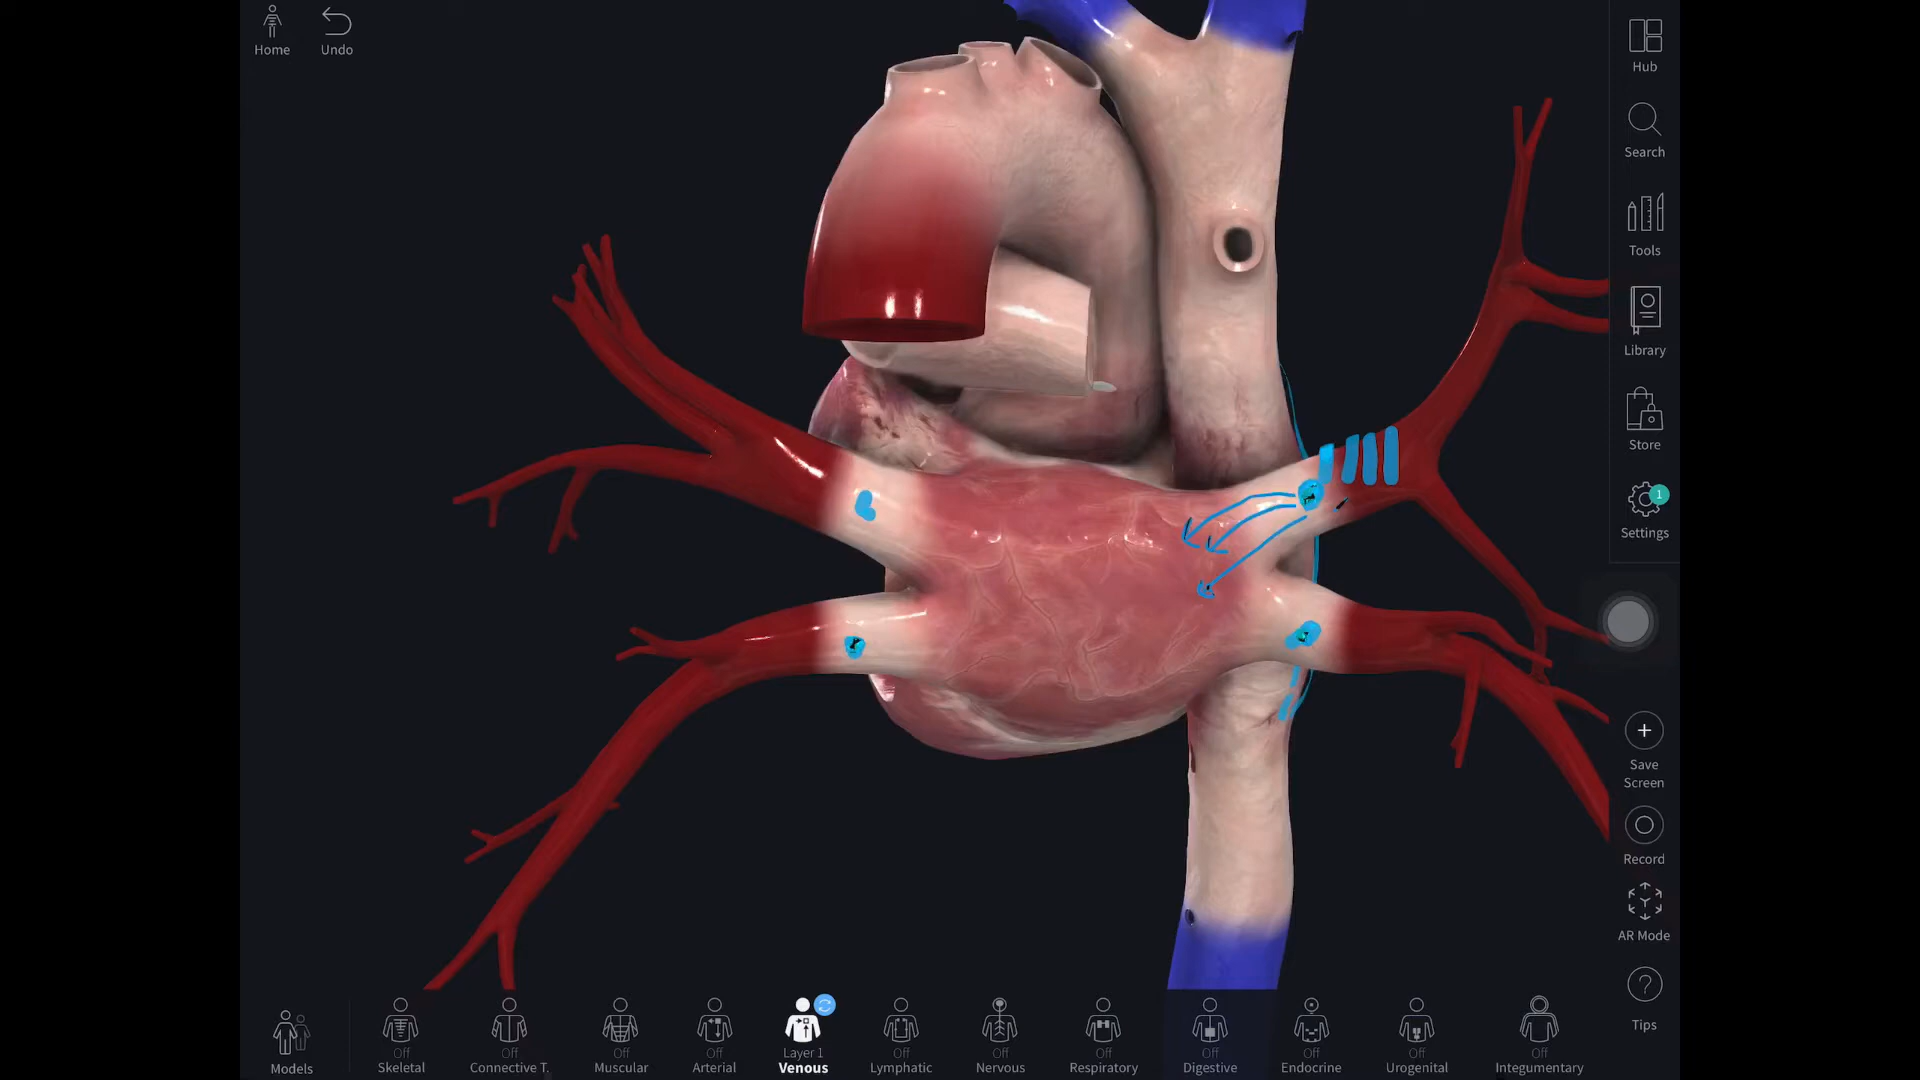 Home
Undo
Hub
Search
Tools
Library
Store
1
Settings
Save
Screen
Record
AR Mode
Tips
Models
Off
Skeletal
Off
Connective T.
Off
Muscular
Off
Arterial
Layer 1
Venous
Off
Lymphatic
Off
Nervous
Off
Respiratory
Off
Digestive
Off
Endocrine
Off
Urogenital
Off
Integumentary